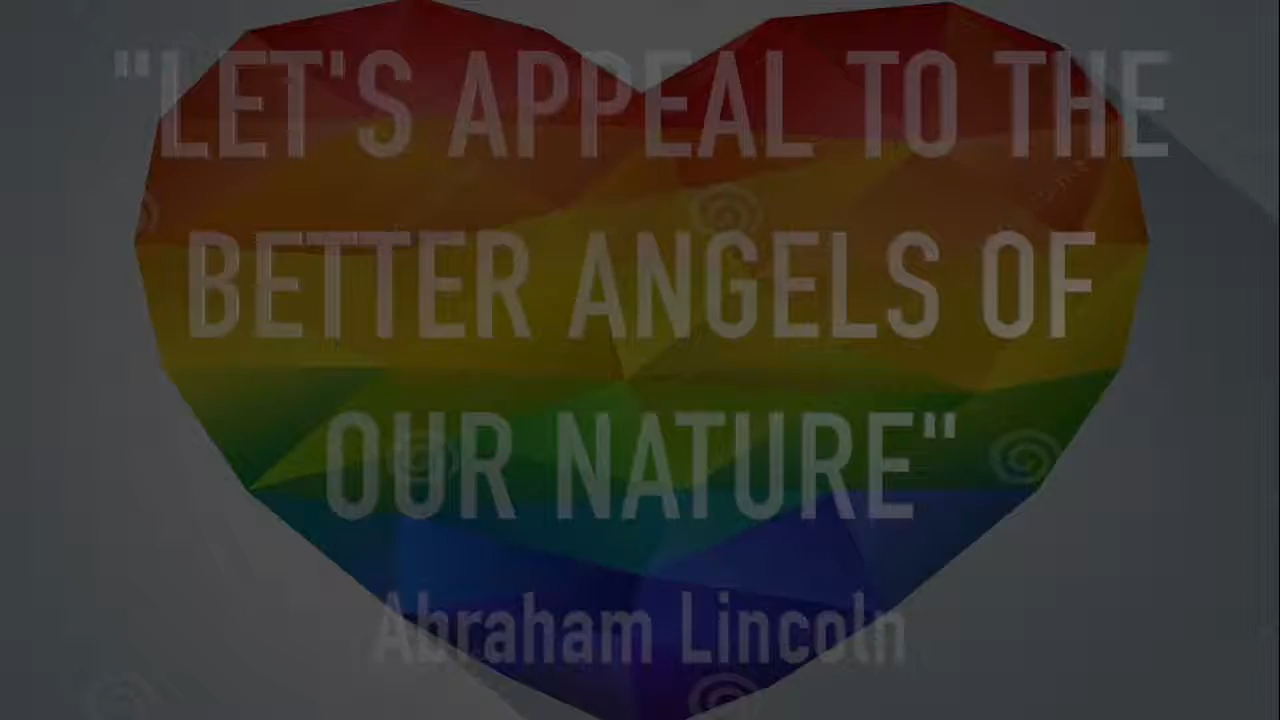 "LET'S APPEAL TO THE
BETTER ANGELS OF
OUR NATURE"
Abraham Lincoln